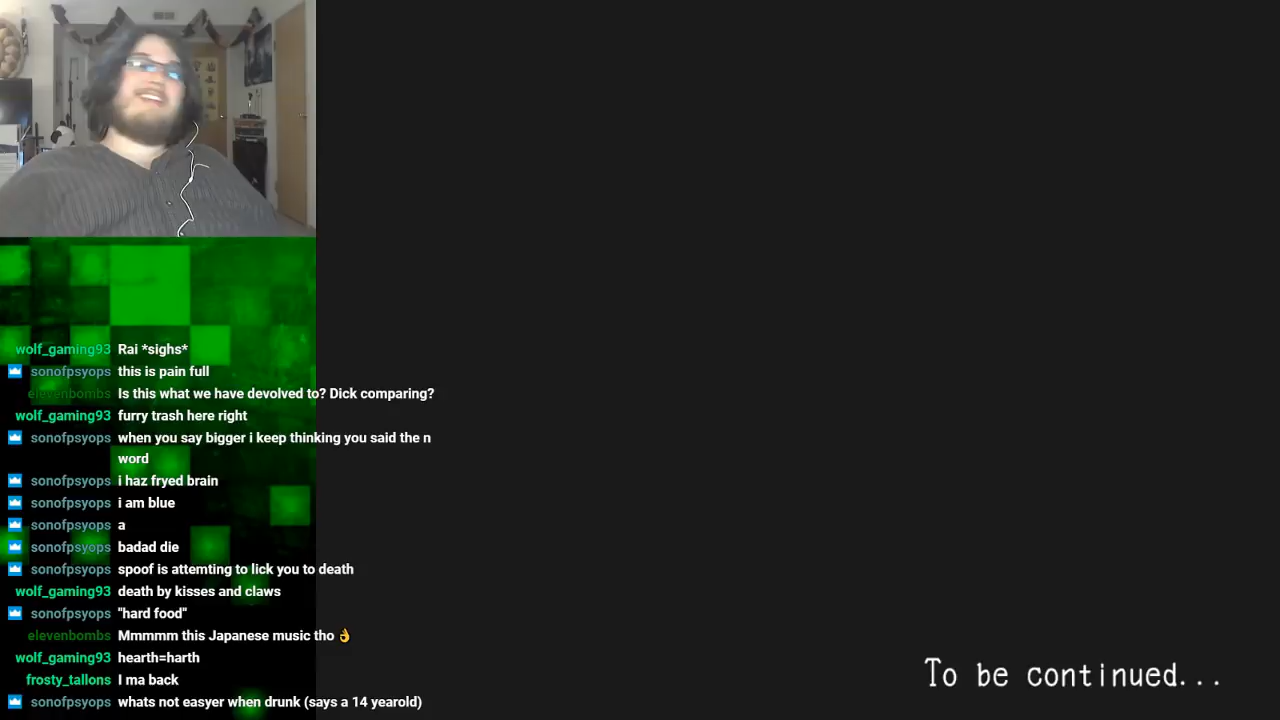 wolf_gaming93 Rai *sighs*
sonofpsyops this is pain full
elevenbombs Is this what we have devolved to? Dick comparing?
wolf_gaming93 furry trash here right
sonofpsyops when you say bigger i keep thinking you said the n
word
sonofpsyops i haz fryed brain
sonofpsyops i am blue
sonofpsyops a
sonofpsyops badad die
sonofpsyops spoof is attemting to lick you to death
wolf_gaming93 death by kisses and claws
sonofpsyops "hard food"
elevenbombs Mmmmm this Japanese music tho 👌
wolf_gaming93 hearth=harth
frosty_tallons I ma back
sonofpsyops whats not easyer when drunk (says a 14 yearold)
To be continued...